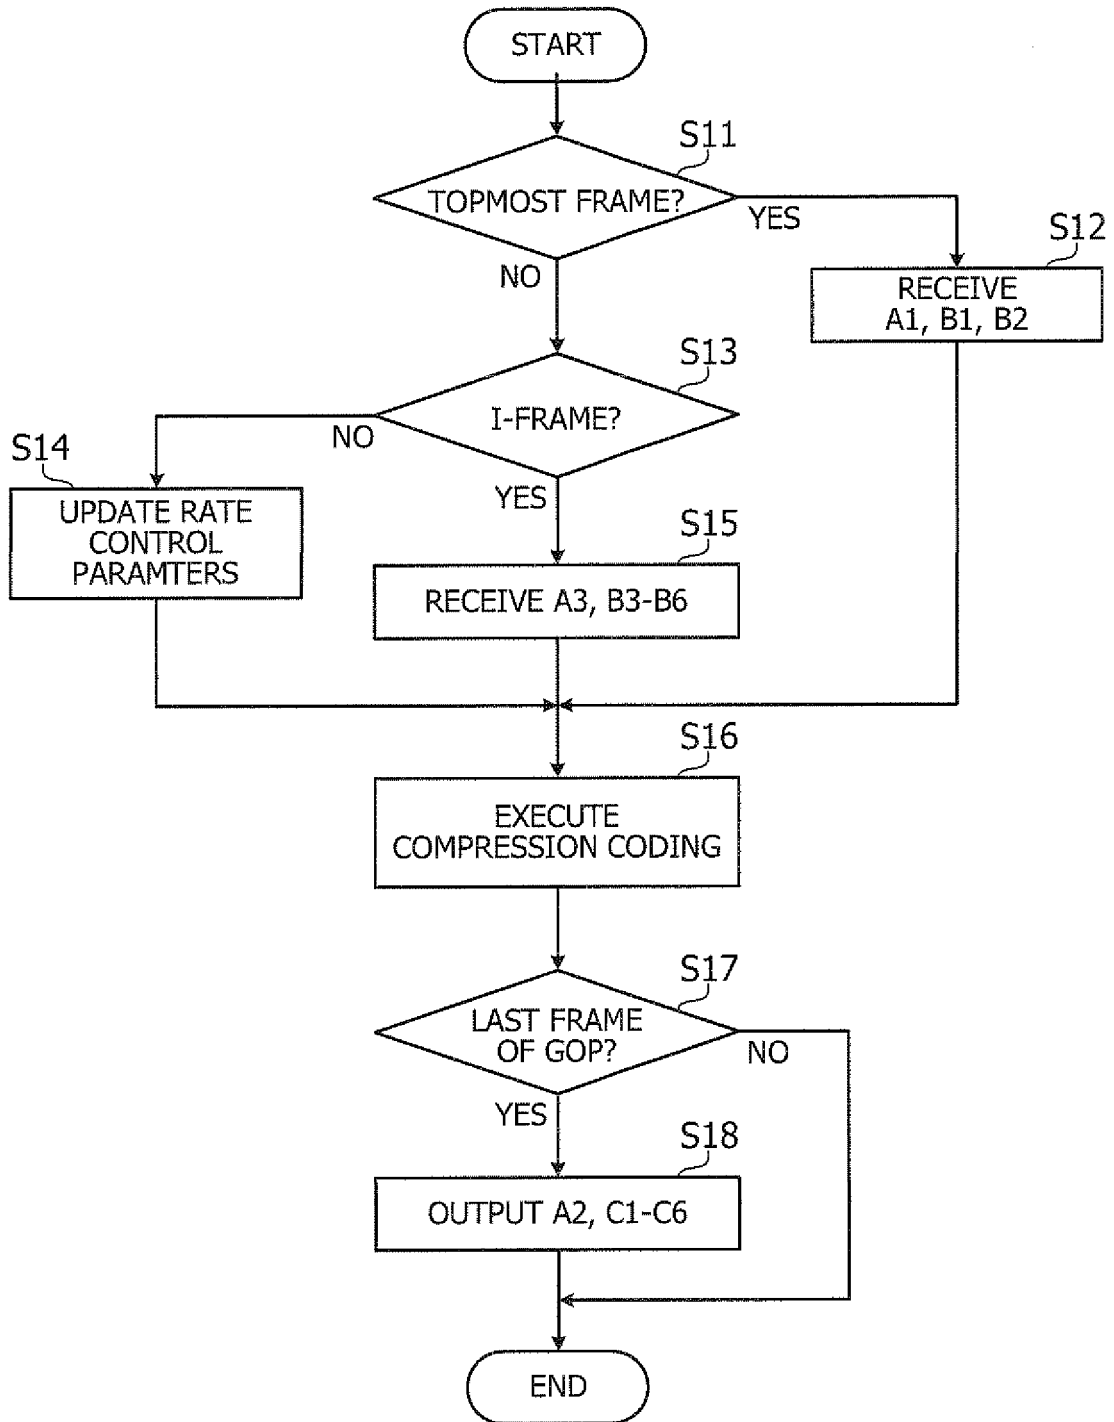 START
S11
TOPMOST FRAME?
YES
S12
NO
RECEIVE
A1, B1, B2
S13
I-FRAME?
NO
S14
YES
UPDATE RATE
CONTROL
PARAMTERS
S15
RECEIVE A3, B3-B6
S16
EXECUTE
COMPRESSION CODING
S17
LAST FRAME
OF GOP?
NO
YES
S18
OUTPUT A2, C1-C6
END